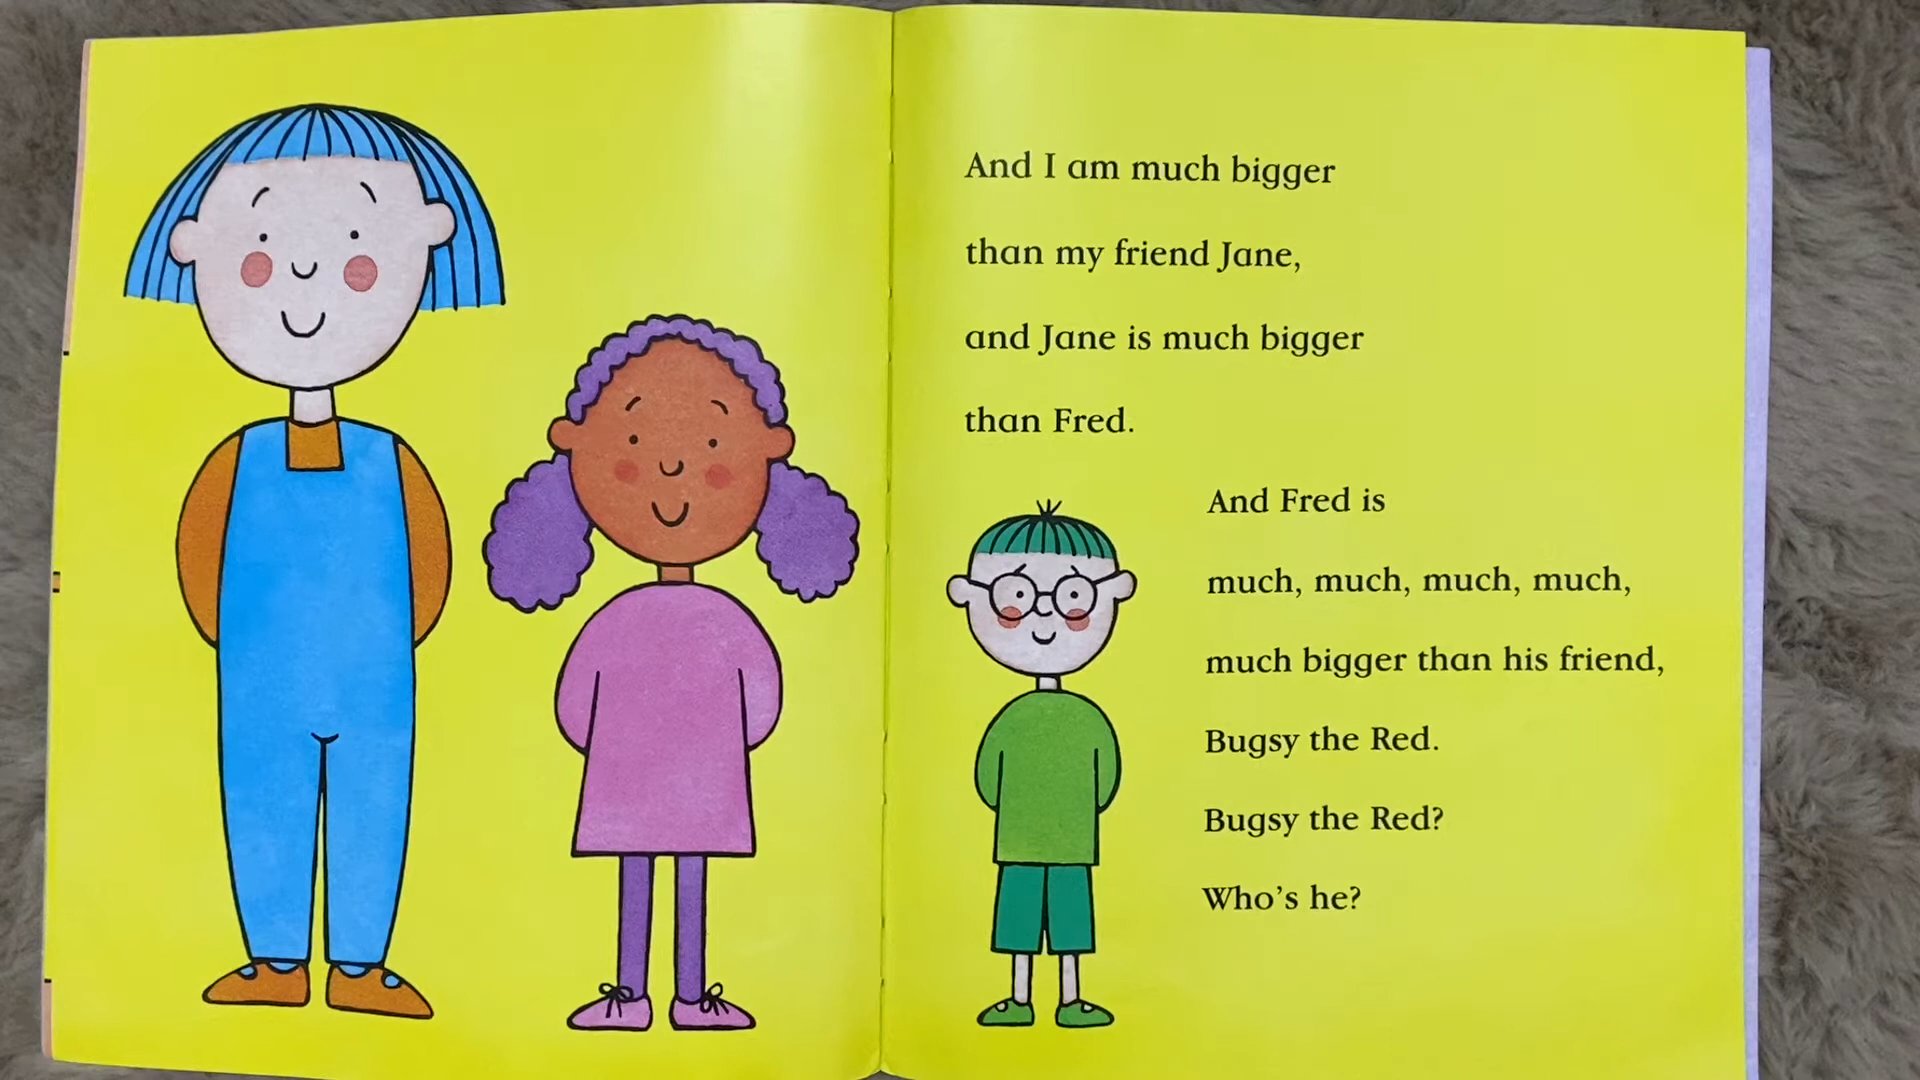 And I am much bigger
than my friend Jane,
and Jane is much bigger
than Fred.
And Fred is
much, much, much, much,
much bigger than his friend,
Bugsy the Red.
Bugsy the Red?
Who's he?